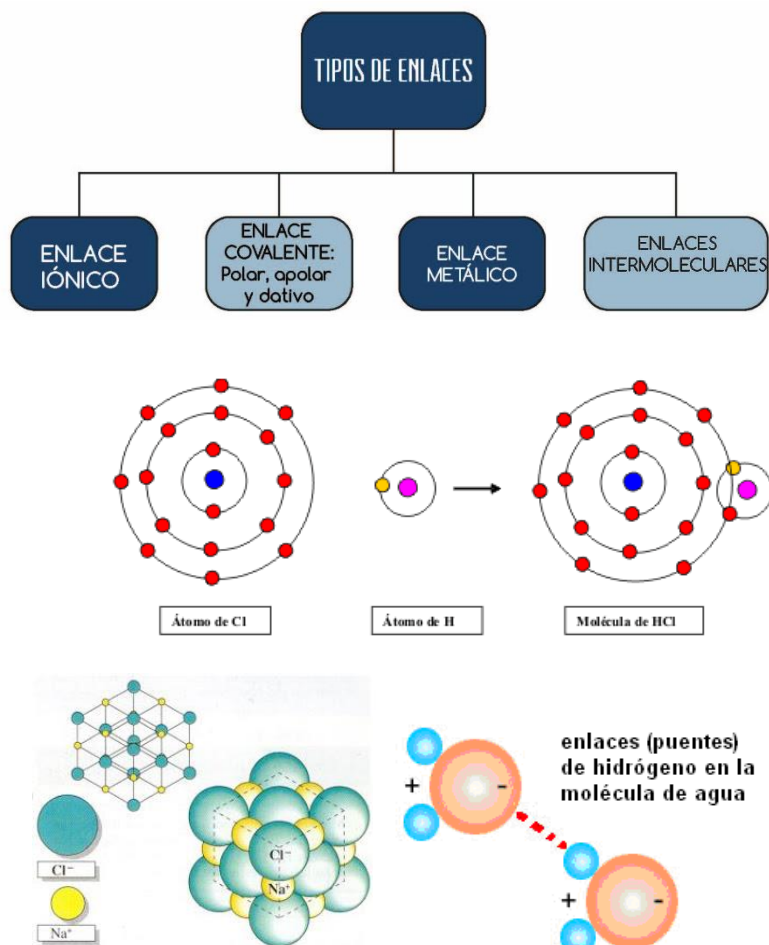 TIPOS DE ENLACES
ENLACE
IÓNICO
ENLACE
COVALENTE:
Polar, apolar
y dativo
ENLACE
METÁLICO
ENLACES
INTERMOLECULARES
Átomo de Cl
Átomo de H
Molécula de HCl
Cl⁻
Na⁺
Cl⁻
Na⁺
enlaces (puentes)
de hidrógeno en la
molécula de agua
+
-
+
-